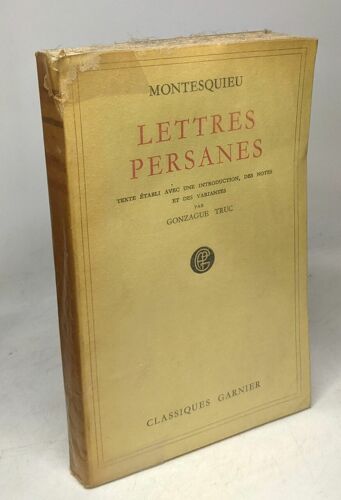 MONTESQUIEU
LETTRES
PERSANES
TEXTE ÉTABLI AVEC UNE INTRODUCTION, DES NOTES
ET DES VARIANTES
PAR
GONZAGUE TRUC
CLASSIQUES GARNIER